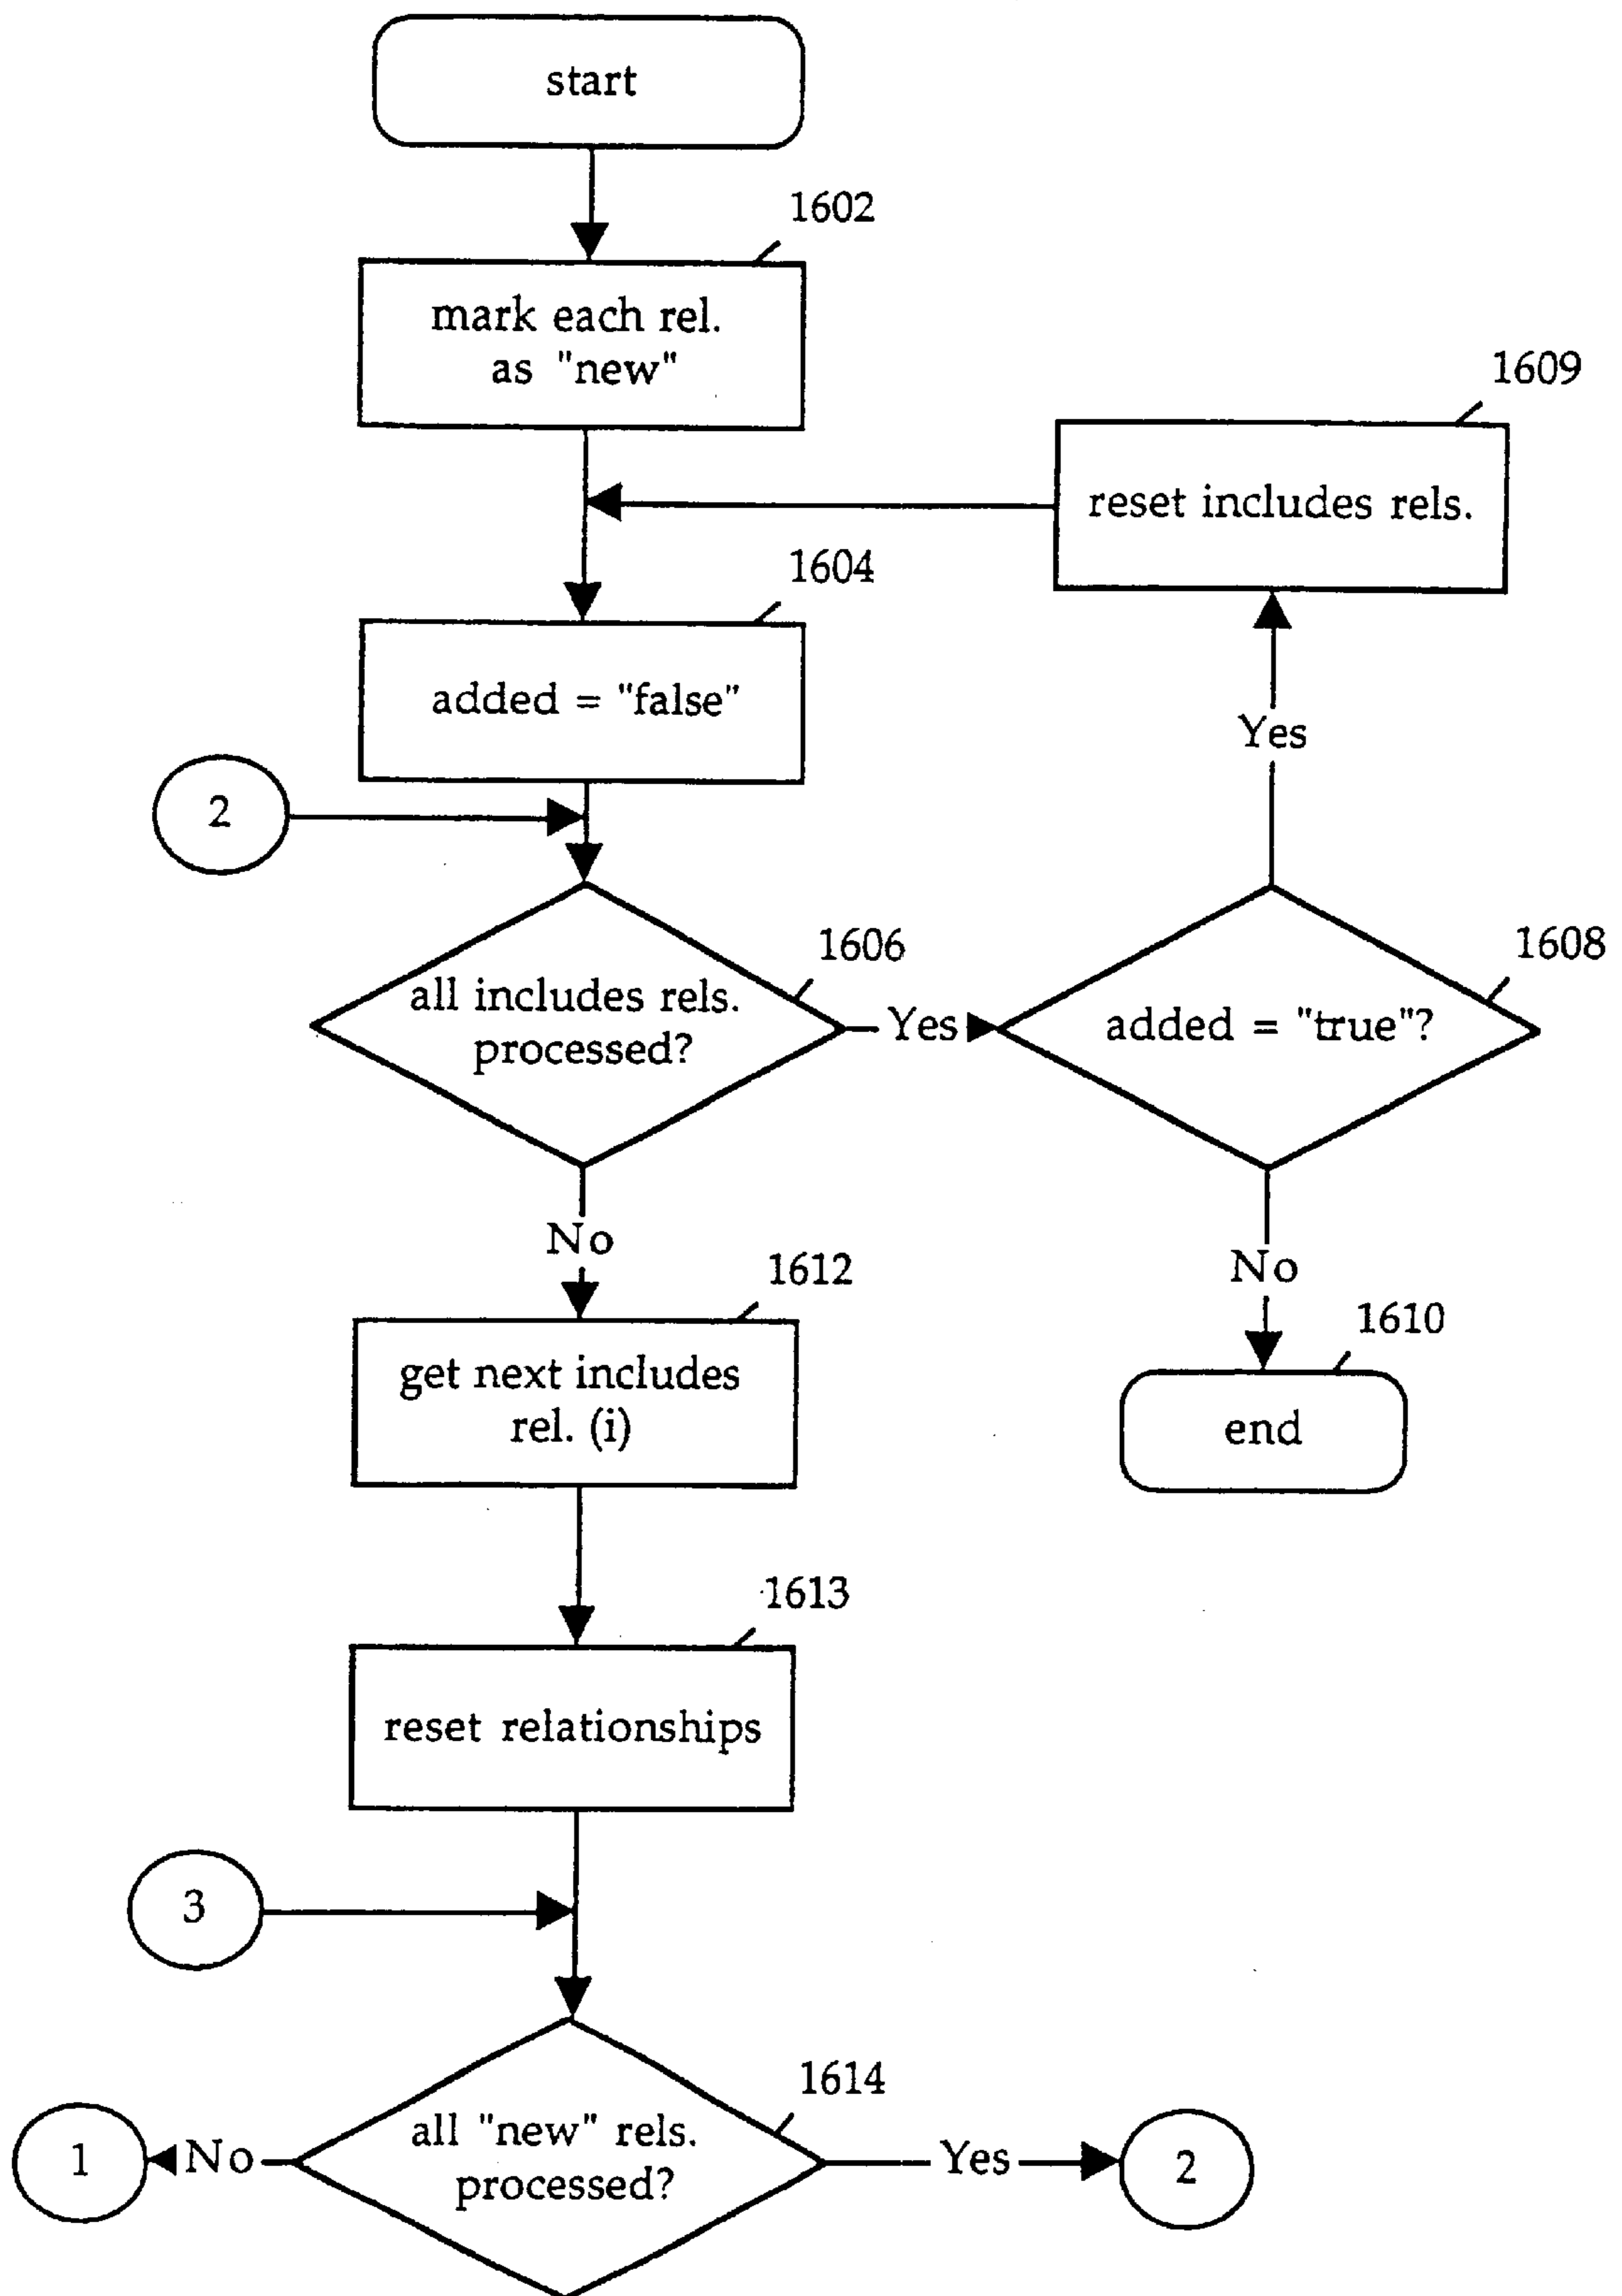 start
1602
mark each rel.
as "new"
1609
reset includes rels.
1604
added = "false"
Yes
2
1606
all includes rels.
processed?
Yes
1608
added = "true"?
No
No
1612
get next includes
rel. (i)
1610
end
1613
reset relationships
3
1614
all "new" rels.
processed?
1
No
Yes
2